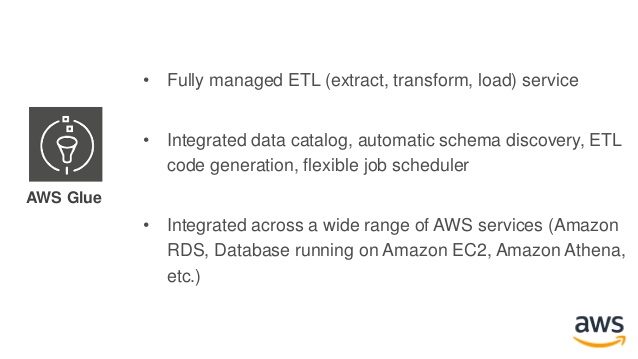 • Fully managed ETL (extract, transform, load) service
• Integrated data catalog, automatic schema discovery, ETL
code generation, flexible job scheduler
AWS Glue
• Integrated across a wide range of AWS services (Amazon
RDS, Database running on Amazon EC2, Amazon Athena,
etc.)
aws